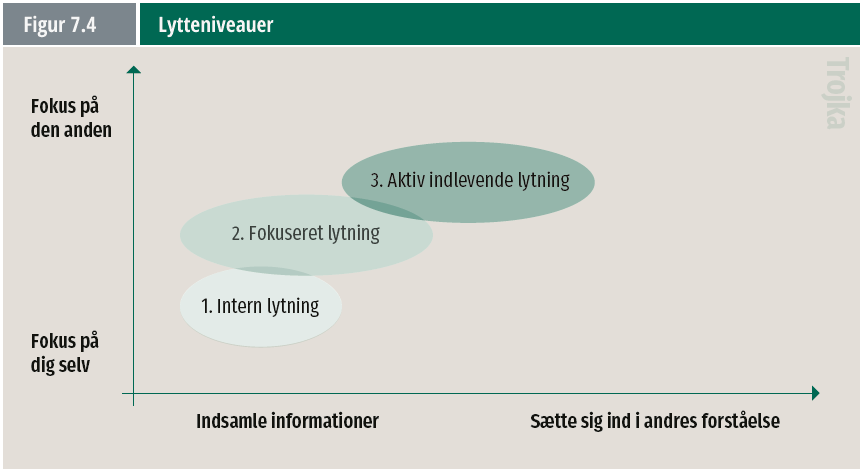 Figur 7.4
Lytteniveauer
Trojka
Fokus på
den anden
3. Aktiv indlevende lytning
2. Fokuseret lytning
1. Intern lytning
Fokus på
dig selv
Indsamle informationer
Sætte sig ind i andres forståelse